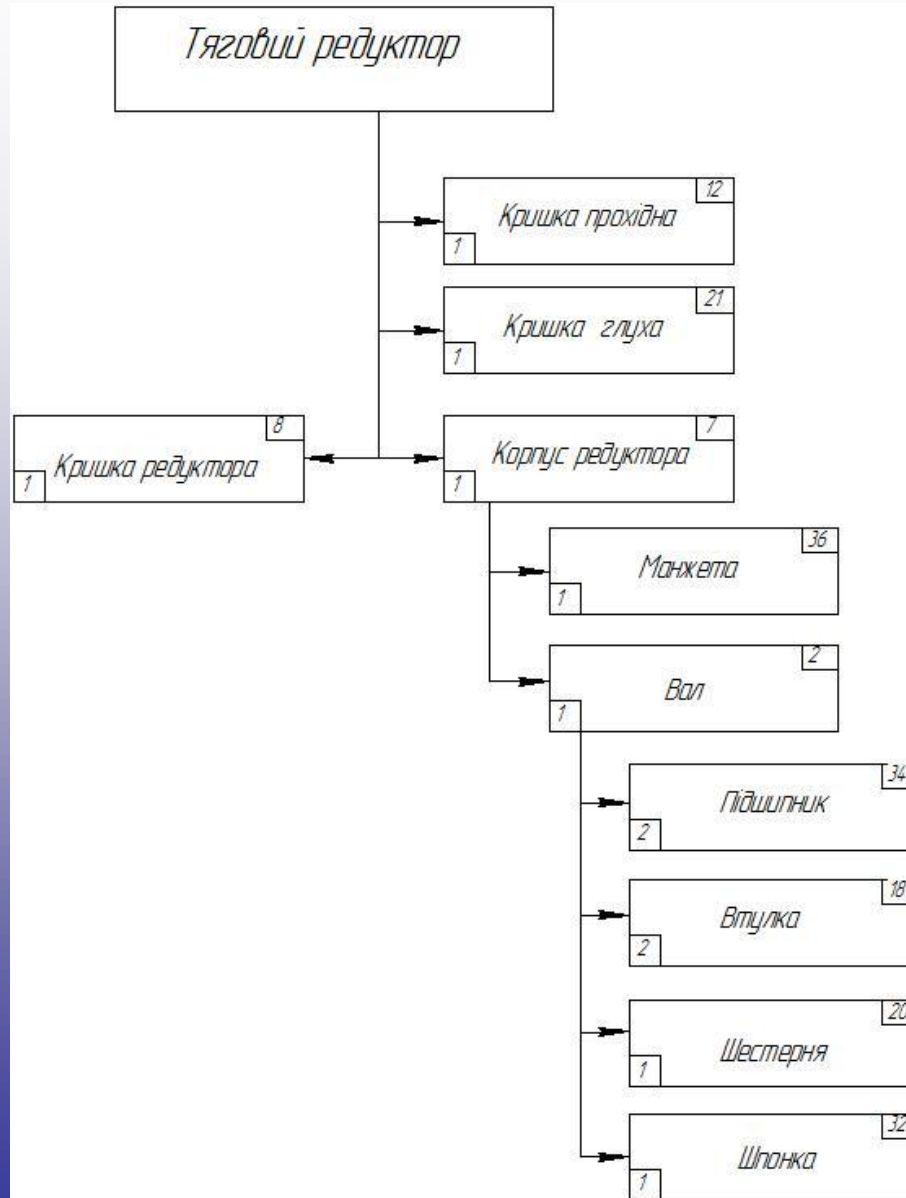 Тяговий редуктор
12
Кришка прохідна
1
21
Кришка глуха
1
8
Кришка редуктора
1
7
Корпус редуктора
1
36
Манжета
1
2
Вал
1
34
Підшипник
2
18
Втулка
2
20
Шестерня
1
32
Шпонка
1